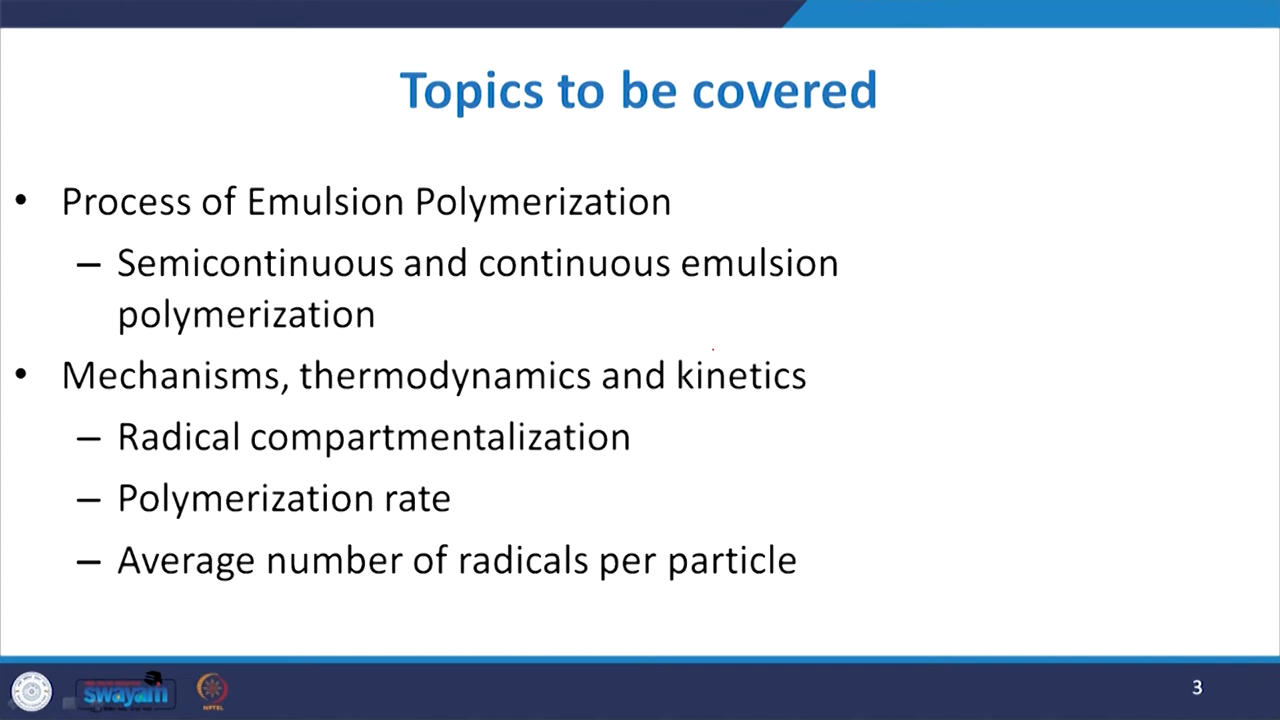 Topics to be covered
• Process of Emulsion Polymerization
– Semicontinuous and continuous emulsion
polymerization
• Mechanisms, thermodynamics and kinetics
– Radical compartmentalization
– Polymerization rate
– Average number of radicals per particle
swayam
NPTEL
3